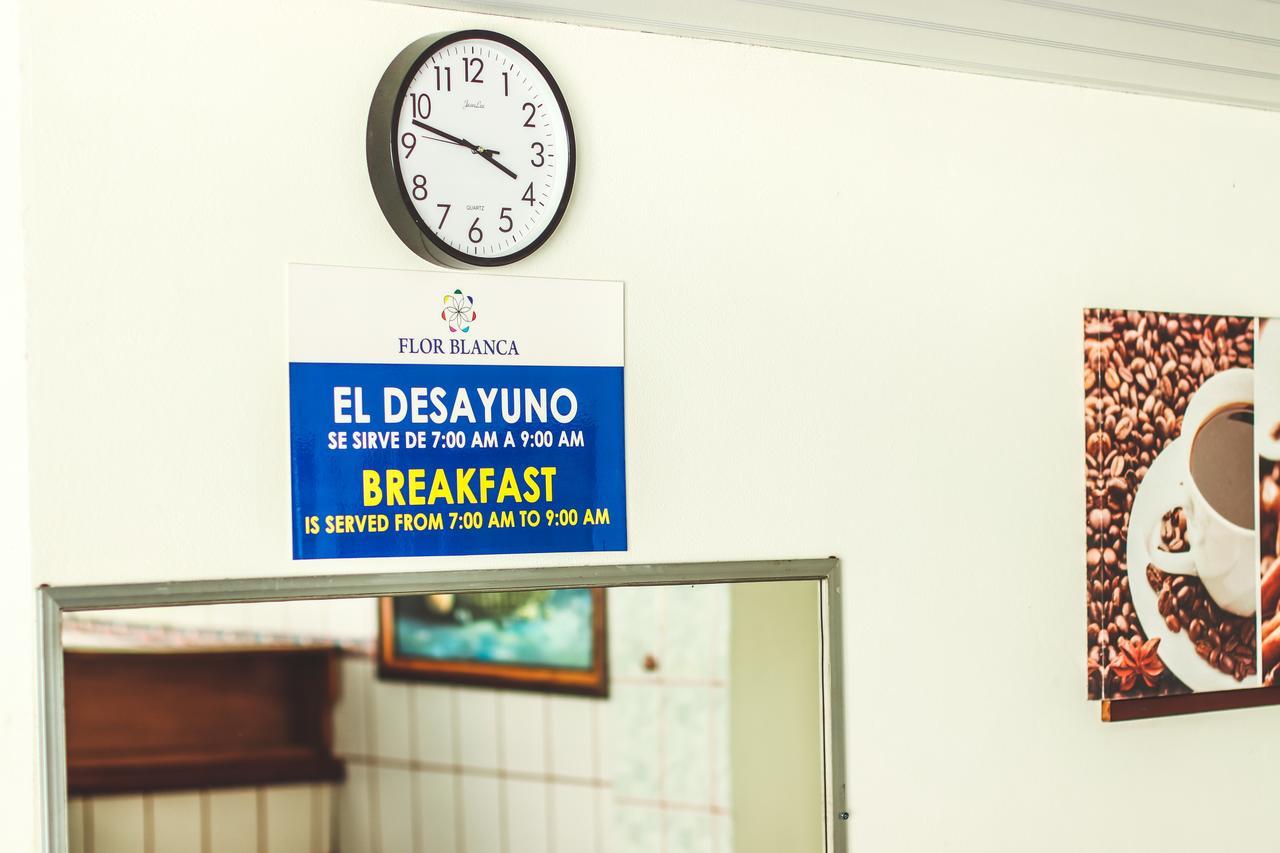 12
11 1
10 2
9 3
8 4
7 5
6
QUARTZ
FLOR BLANCA
EL DESAYUNO
SE SIRVE DE 7:00 AM A 9:00 AM
BREAKFAST
IS SERVED FROM 7:00 AM TO 9:00 AM